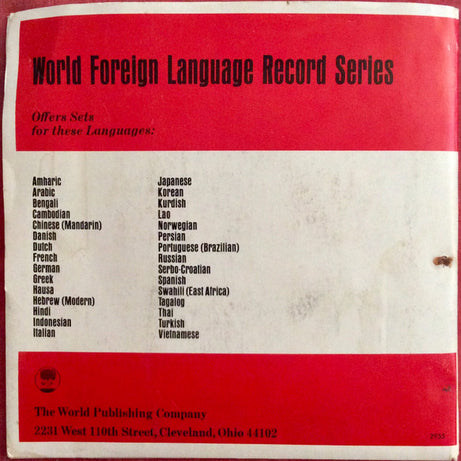 World Foreign Language Record Series
Offers Sets
for these Languages:
Amharic
Arabic
Bengali
Cambodian
Chinese (Mandarin)
Danish
Dutch
French
German
Greek
Hausa
Hebrew (Modern)
Hindi
Indonesian
Italian
Japanese
Korean
Kurdish
Lao
Norwegian
Persian
Portuguese (Brazilian)
Russian
Serbo-Croatian
Spanish
Swahili (East Africa)
Tagalog
Thai
Turkish
Vietnamese
The World Publishing Company
2231 West 110th Street, Cleveland, Ohio 44102